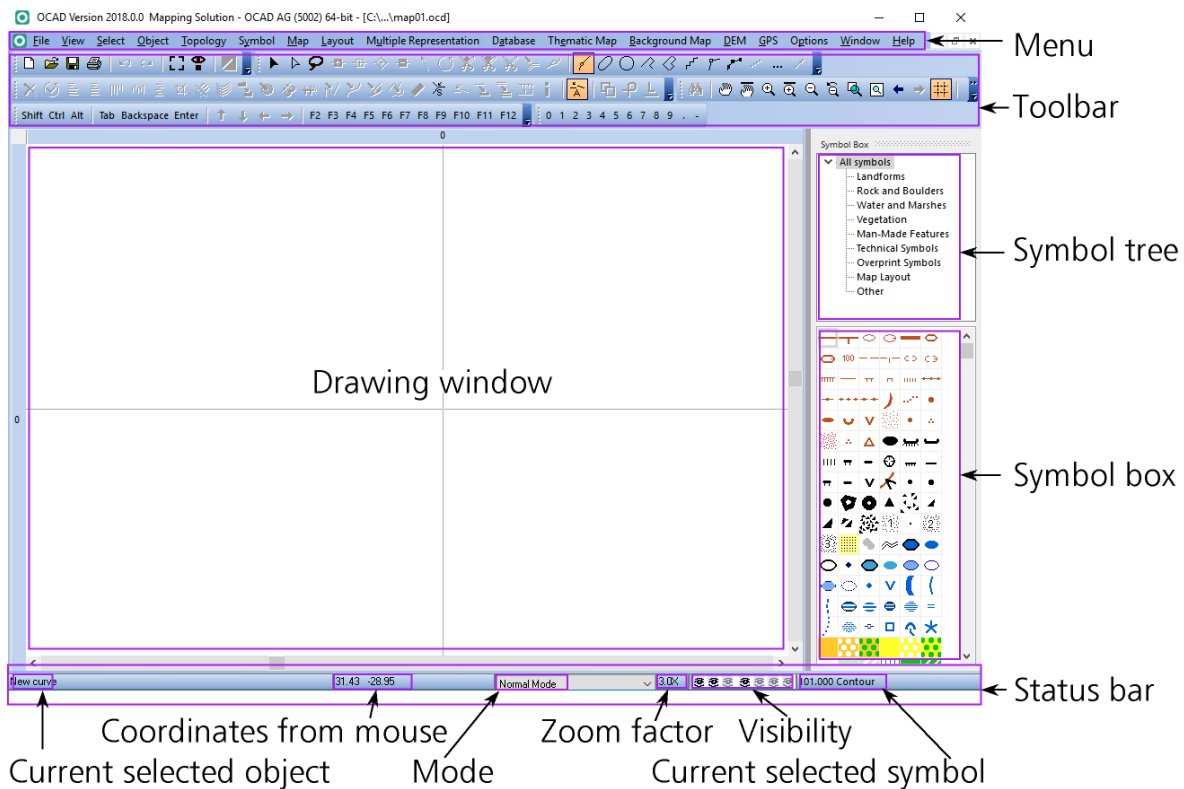 OCAD Version 2018.0.0 Mapping Solution - OCAD AG (5002) 64-bit - [C:\...\map01.ocd]
File View Select Object Topology Symbol Map Layout Multiple Representation Database Thematic Map Background Map DEM GPS Options Window Help
Menu
Toolbar
Shift Ctrl Alt Tab Backspace Enter F2 F3 F4 F5 F6 F7 F8 F9 F10 F11 F12 0 1 2 3 4 5 6 7 8 9 . -
0
Symbol Box
All symbols
Landforms
Rock and Boulders
Water and Marshes
Vegetation
Man-Made Features
Technical Symbols
Overprint Symbols
Map Layout
Other
Symbol tree
100
Drawing window
0
Symbol box
1
2
3
New curve 31.43 -28.95 Normal Mode 3.0X 101.000 Contour
Status bar
Coordinates from mouse Zoom factor Visibility
Current selected object Mode Current selected symbol